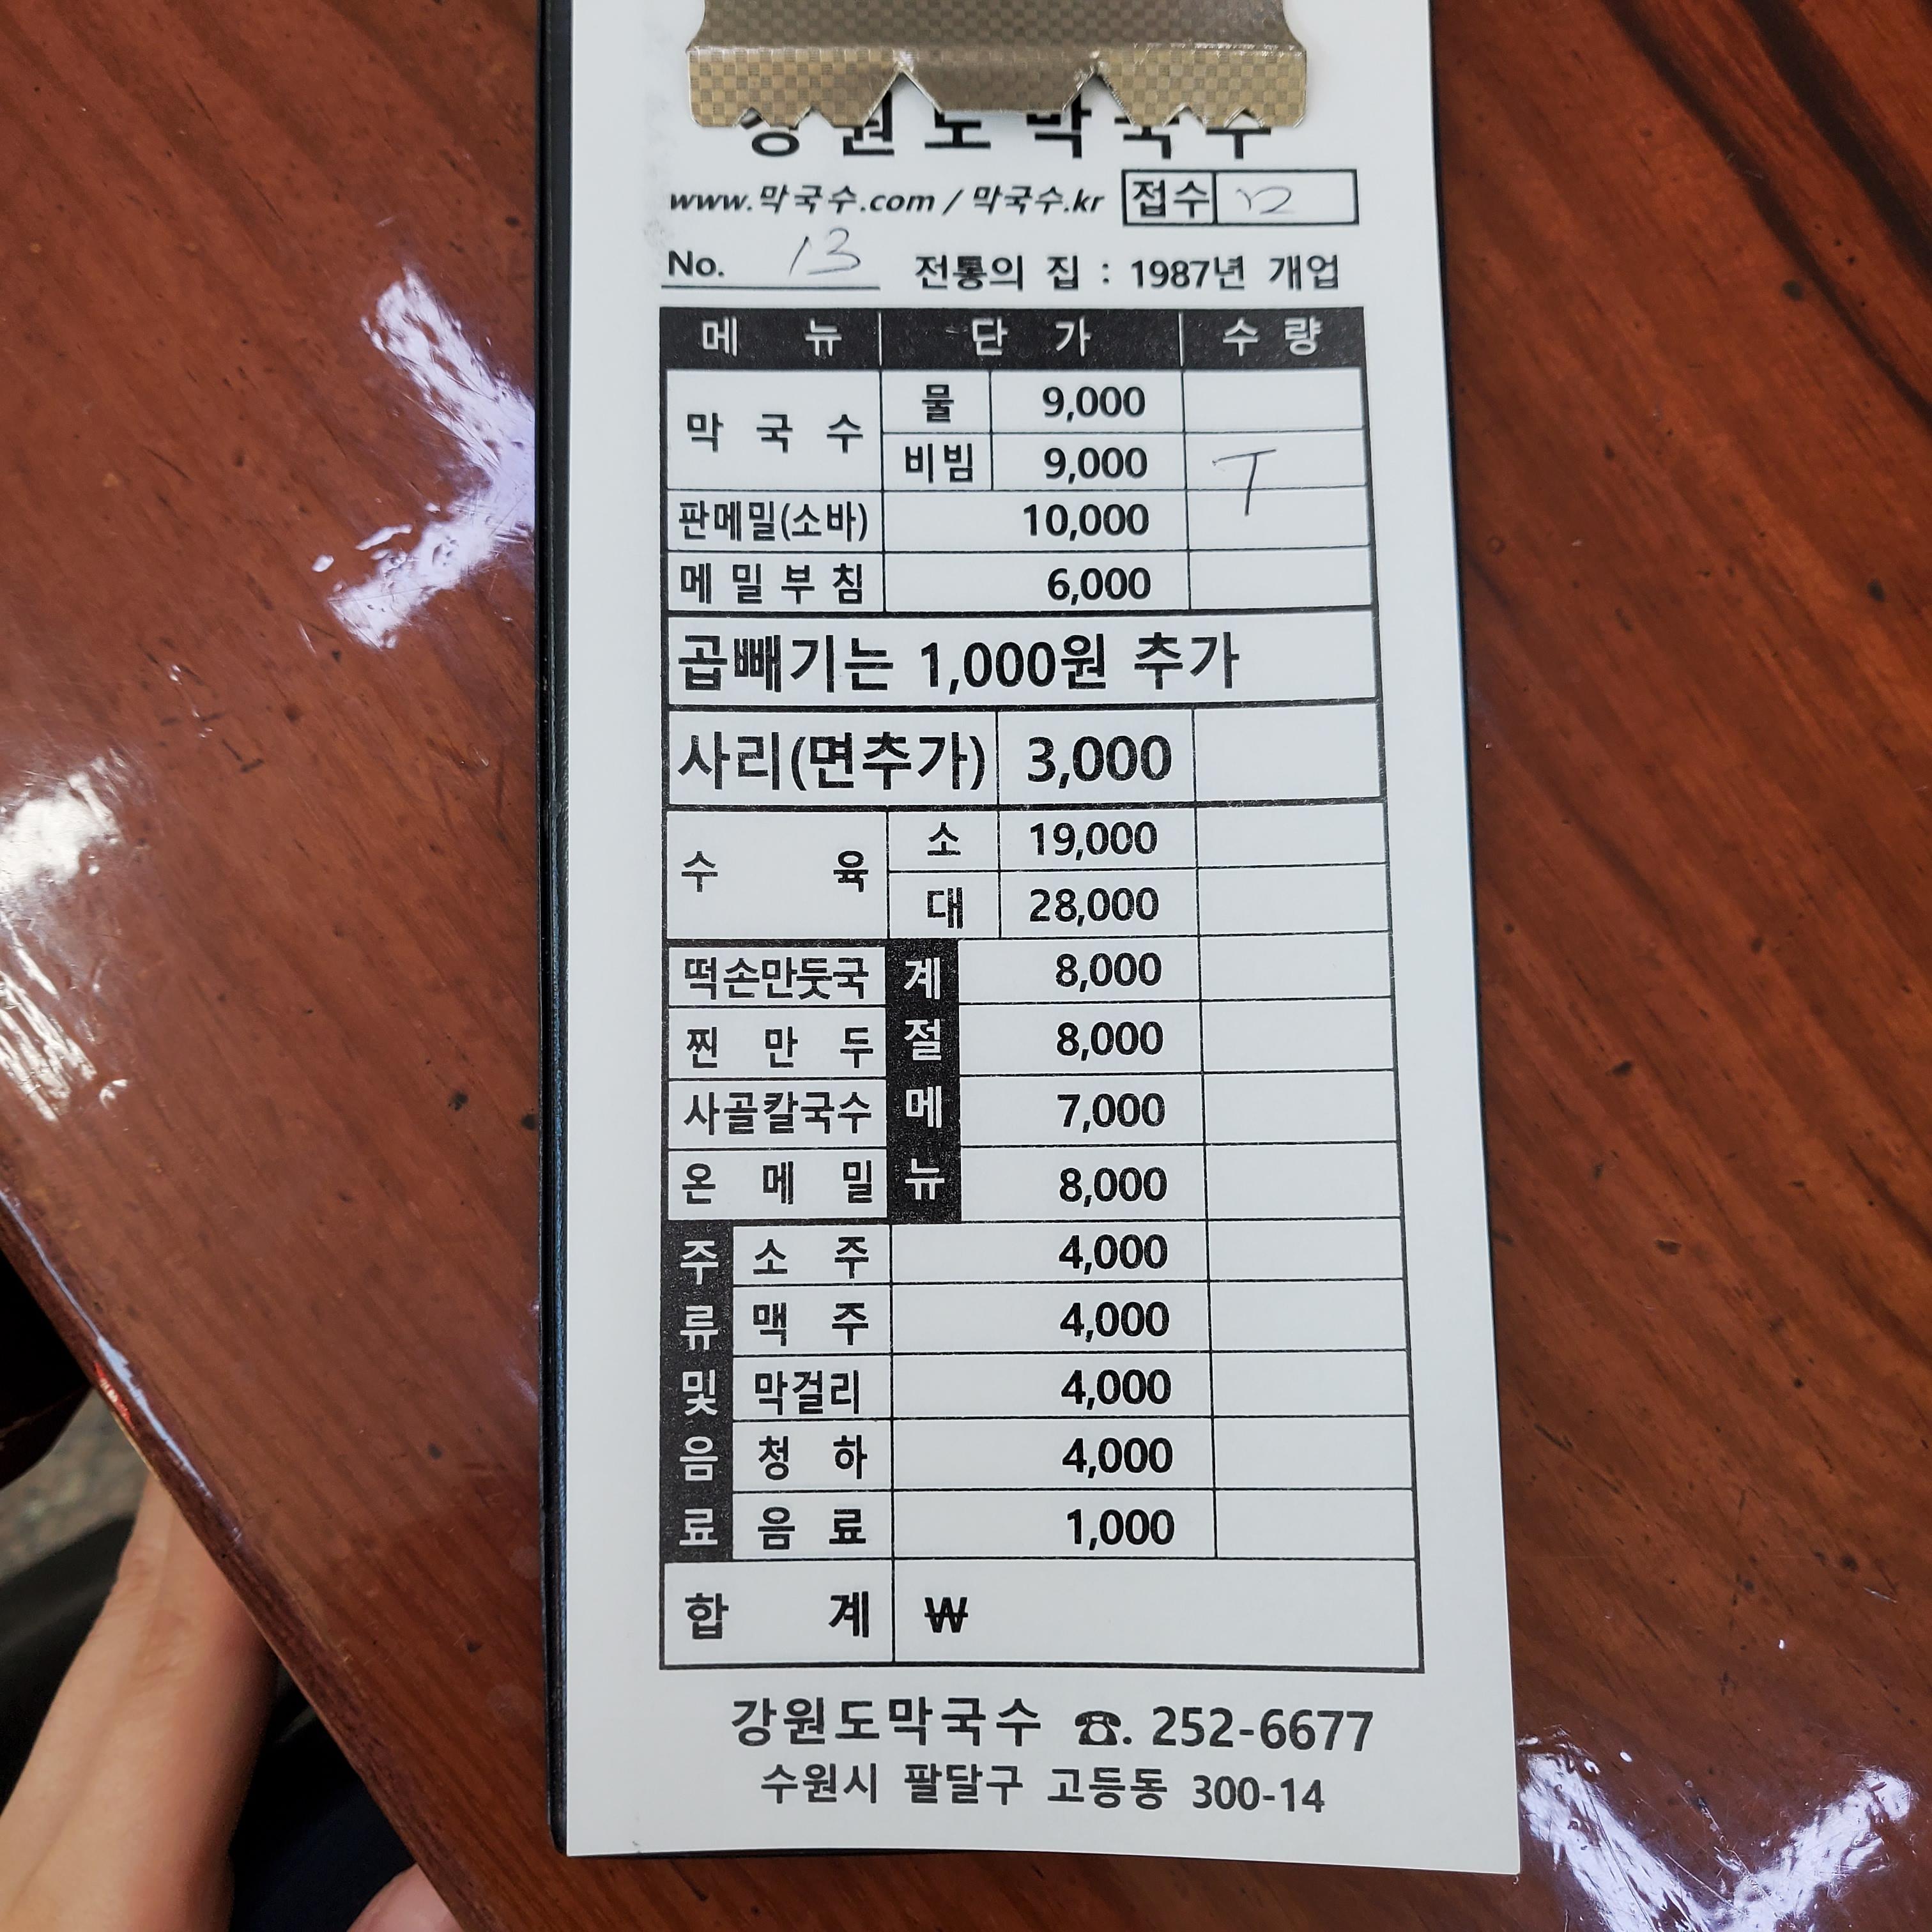 강원도막국수
www.막국수.com / 막국수.kr 접수
No. 13 전통의 집 : 1987년 개업
메뉴 단가 수량
막국수 물 9,000
비빔 9,000 T
판메밀(소바) 10,000
메밀부침 6,000
곱빼기는 1,000원 추가
사리(면추가) 3,000
수육 소 19,000
대 28,000
계절메뉴
떡손만둣국 8,000
찐만두 8,000
사골칼국수 7,000
온메밀 8,000
주류및음료
소주 4,000
맥주 4,000
막걸리 4,000
청하 4,000
음료 1,000
합계 ₩
강원도막국수 ☎. 252-6677
수원시 팔달구 고등동 300-14